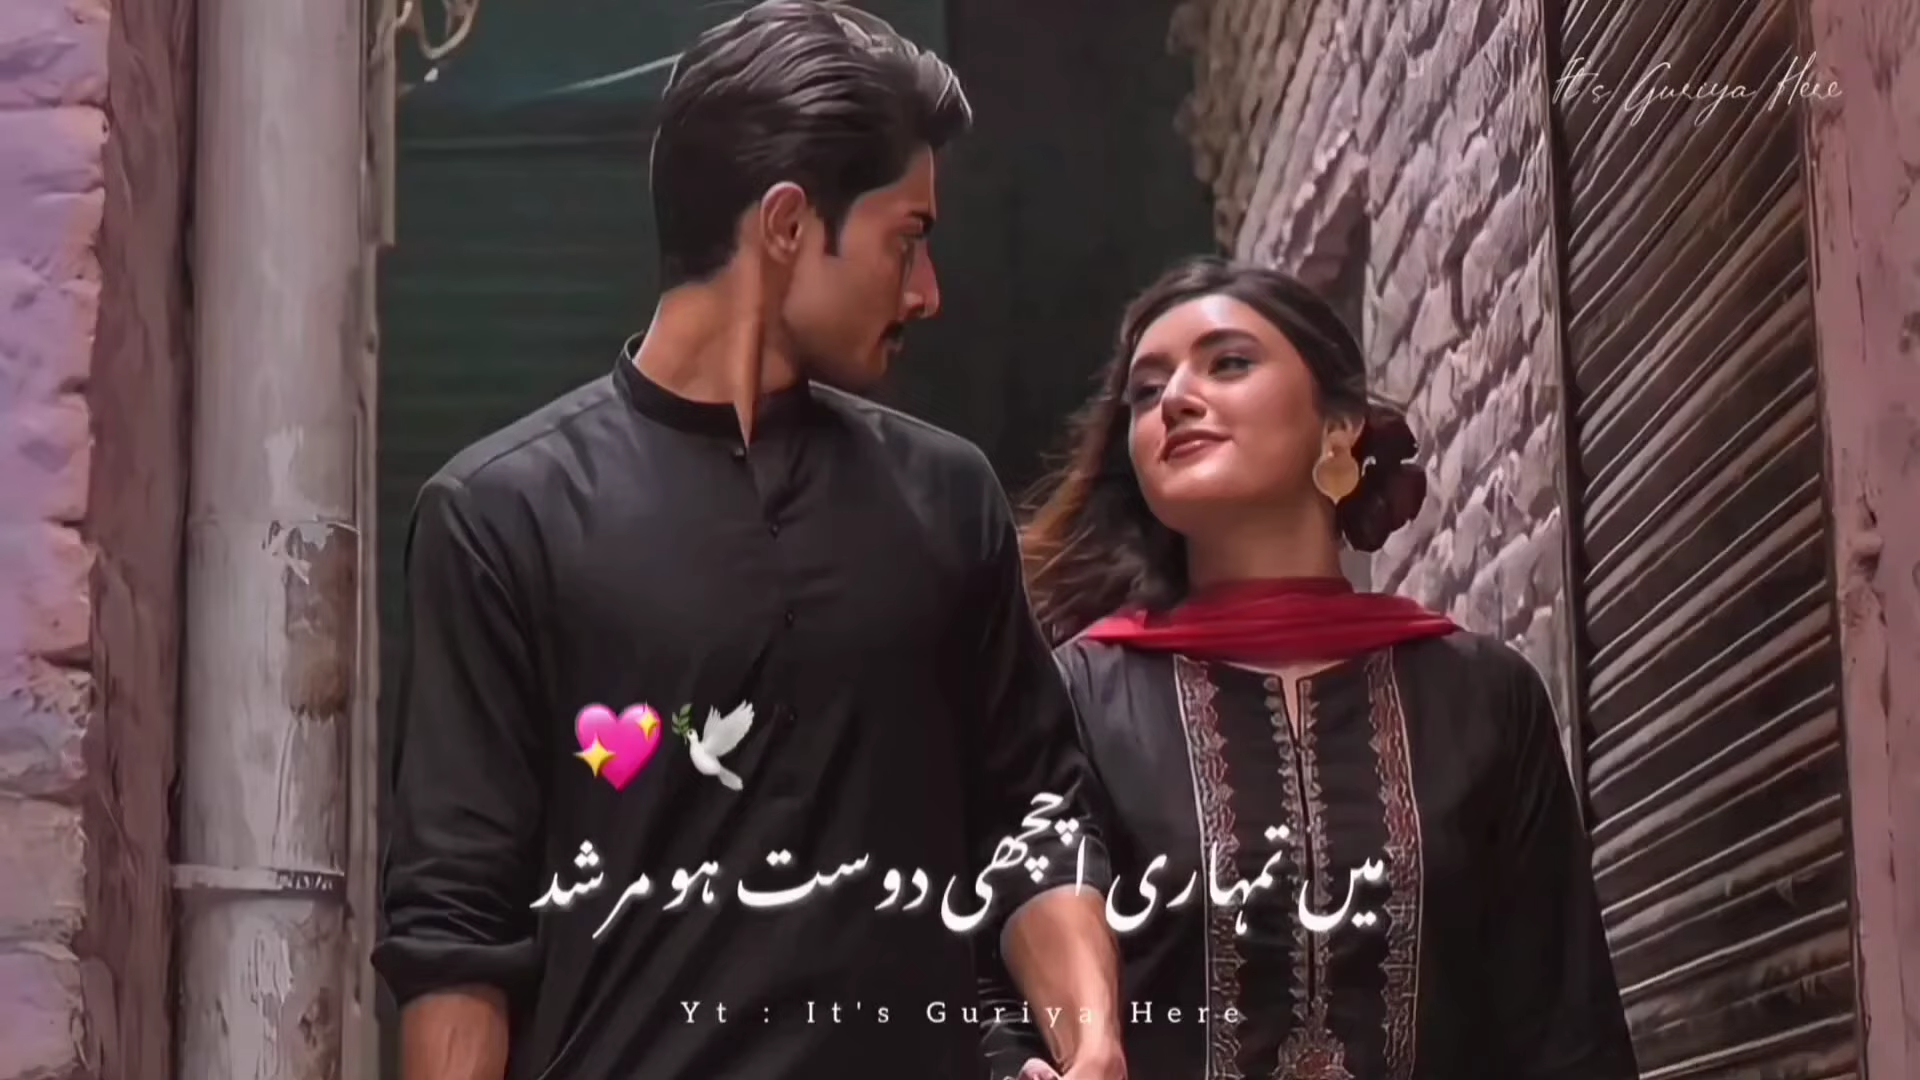 It's Guriya Here
💖🕊
میں تمہاری اچھی دوست ہو مرشد
Yt : It's Guriya Here